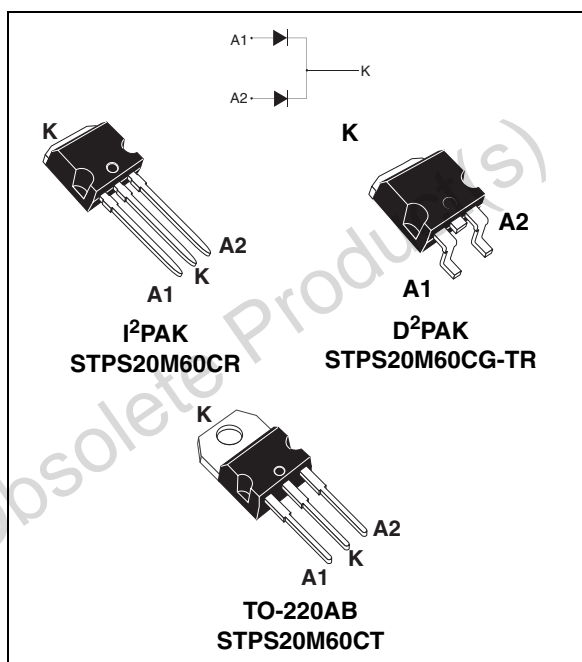 A1
K
A2
K
K
A2
K
A1
A2
A1
I²PAK
STPS20M60CR
D²PAK
STPS20M60CG-TR
K
A2
K
A1
TO-220AB
STPS20M60CT
Obsolete Product(s)